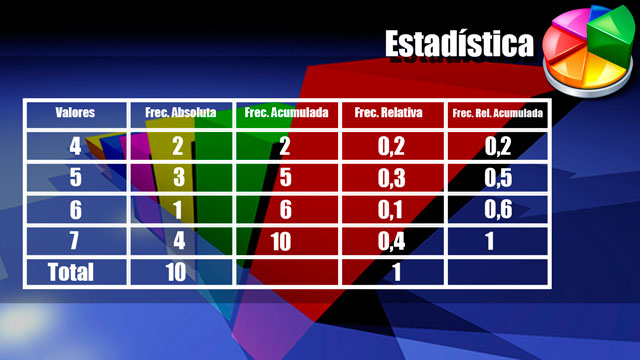 Estadística
Valores Frec. Absoluta Frec. Acumulada Frec. Relativa Frec. Rel. Acumulada
4 2 2 0,2 0,2
5 3 5 0,3 0,5
6 1 6 0,1 0,6
7 4 10 0,4 1
Total 10 1